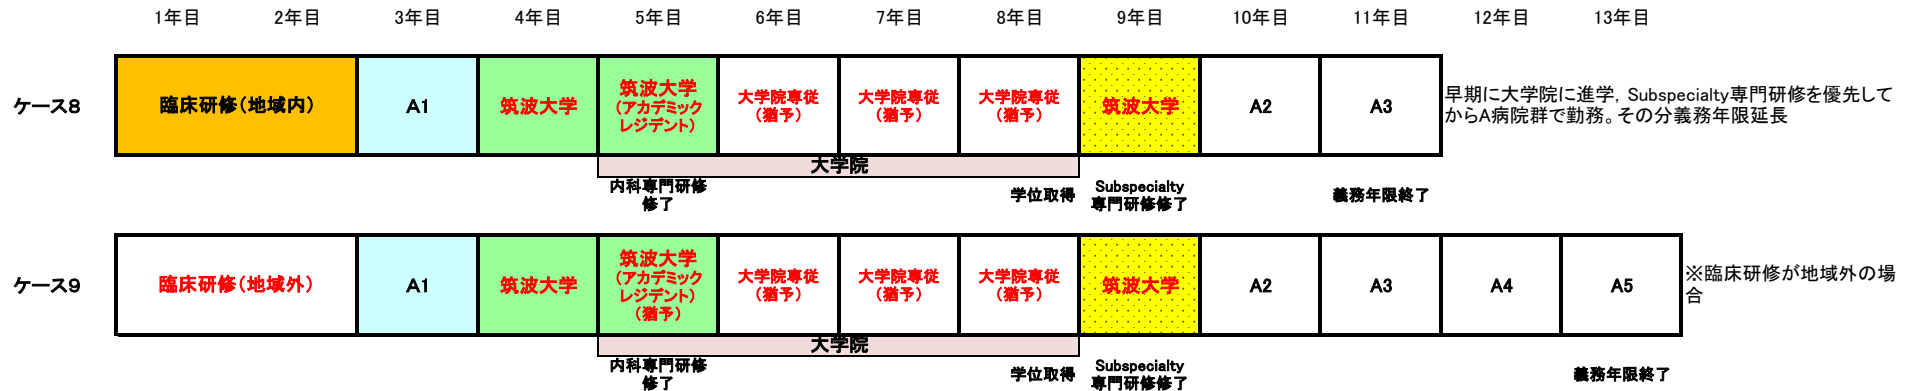 1年目 2年目 3年目 4年目 5年目 6年目 7年目 8年目 9年目 10年目 11年目 12年目 13年目
ケース8
臨床研修(地域内)
A1
筑波大学
筑波大学
(アカデミック
レジデント)
大学院専従
(猶予)
大学院専従
(猶予)
大学院専従
(猶予)
筑波大学
A2
A3
早期に大学院に進学, Subspecialty専門研修を優先して
からA病院群で勤務。その分義務年限延長
大学院
内科専門研修
修了
学位取得
Subspecialty
専門研修修了
義務年限終了
ケース9
臨床研修(地域外)
A1
筑波大学
筑波大学
(アカデミック
レジデント)
(猶予)
大学院専従
(猶予)
大学院専従
(猶予)
大学院専従
(猶予)
筑波大学
A2
A3
A4
A5
※臨床研修が地域外の場
合
大学院
内科専門研修
修了
学位取得
Subspecialty
専門研修修了
義務年限終了